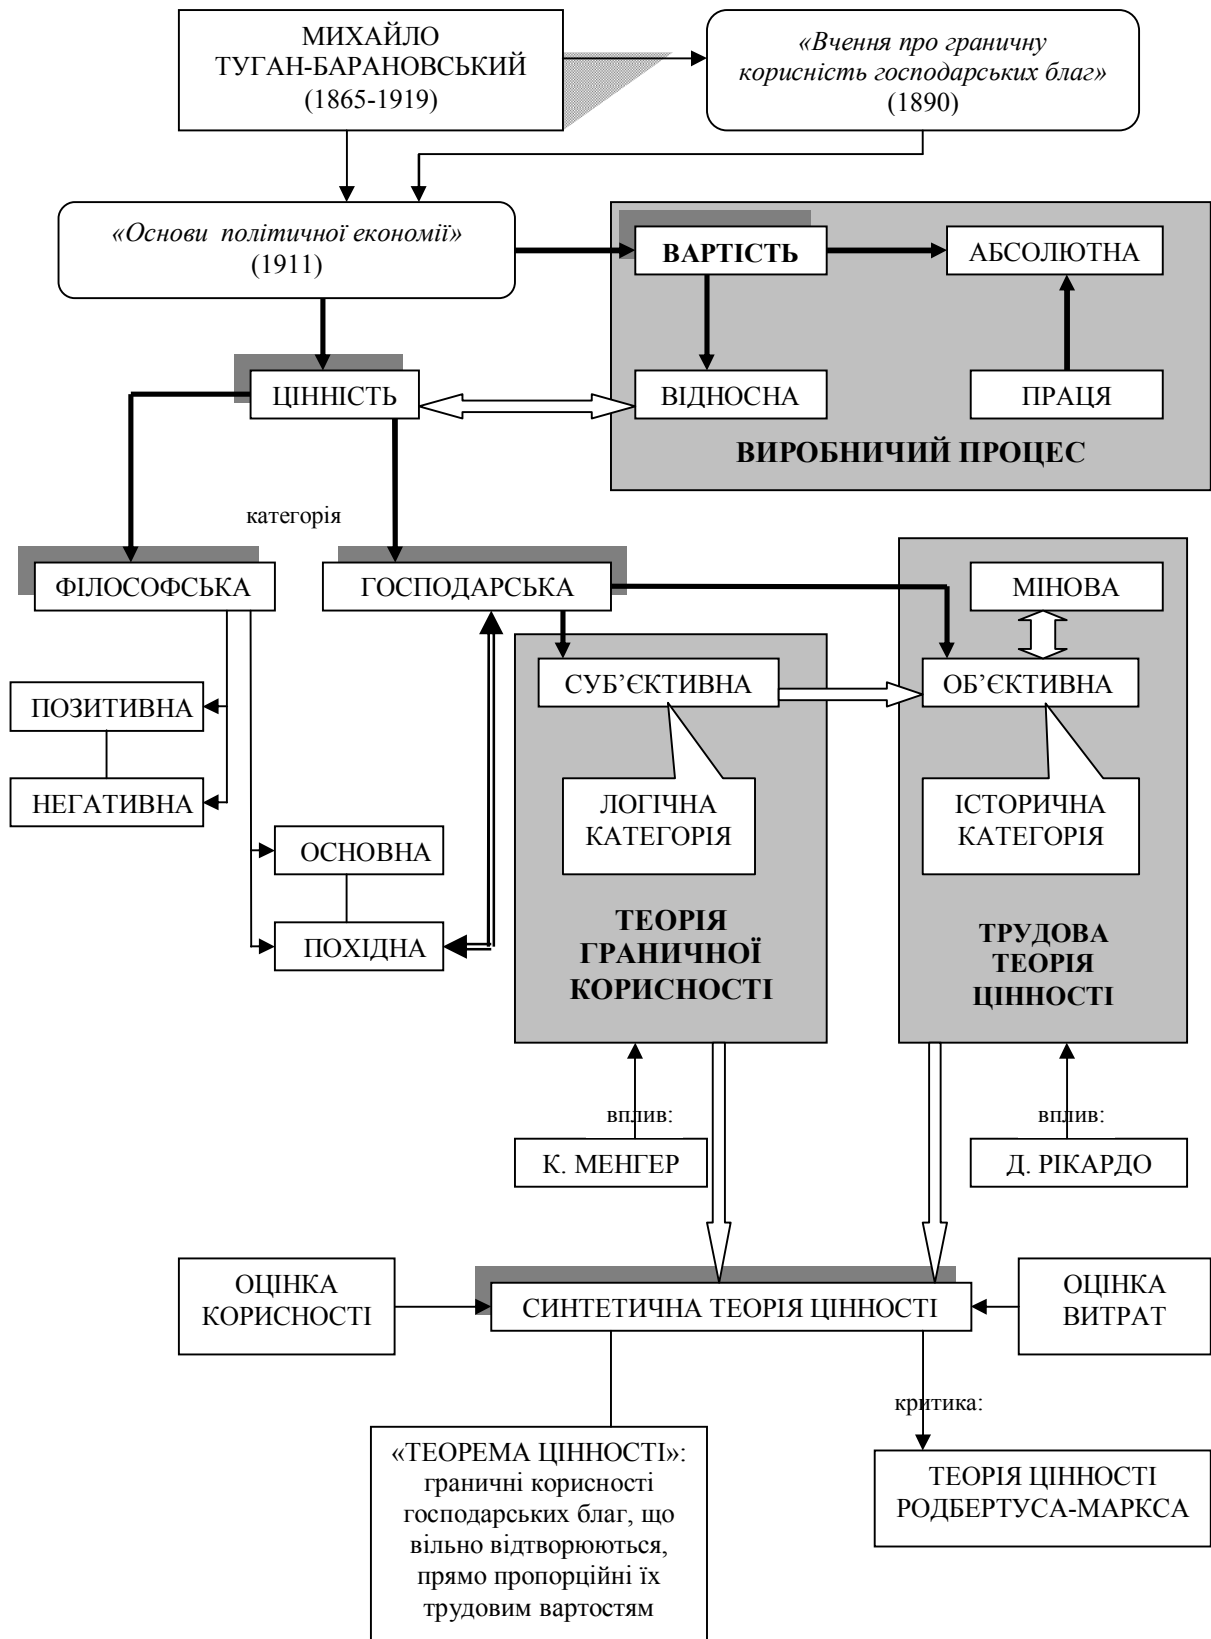 МИХАЙЛО
ТУГАН-БАРАНОВСЬКИЙ
(1865-1919)
«Вчення про граничну
корисність господарських благ»
(1890)
«Основи політичної економії»
(1911)
ВАРТІСТЬ
АБСОЛЮТНА
ЦІННІСТЬ
ВІДНОСНА
ПРАЦЯ
ВИРОБНИЧИЙ ПРОЦЕС
категорія
ФІЛОСОФСЬКА
ГОСПОДАРСЬКА
МІНОВА
СУБ’ЄКТИВНА
ОБ’ЄКТИВНА
ПОЗИТИВНА
НЕГАТИВНА
ЛОГІЧНА
КАТЕГОРІЯ
ІСТОРИЧНА
КАТЕГОРІЯ
ОСНОВНА
ПОХІДНА
ТЕОРІЯ
ГРАНИЧНОЇ
КОРИСНОСТІ
ТРУДОВА
ТЕОРІЯ
ЦІННОСТІ
вплив:
вплив:
К. МЕНГЕР
Д. РІКАРДО
ОЦІНКА
КОРИСНОСТІ
СИНТЕТИЧНА ТЕОРІЯ ЦІННОСТІ
ОЦІНКА
ВИТРАТ
критика:
«ТЕОРЕМА ЦІННОСТІ»:
граничні корисності
господарських благ, що
вільно відтворюються,
прямо пропорційні їх
трудовим вартостям
ТЕОРІЯ ЦІННОСТІ
РОДБЕРТУСА-МАРКСА